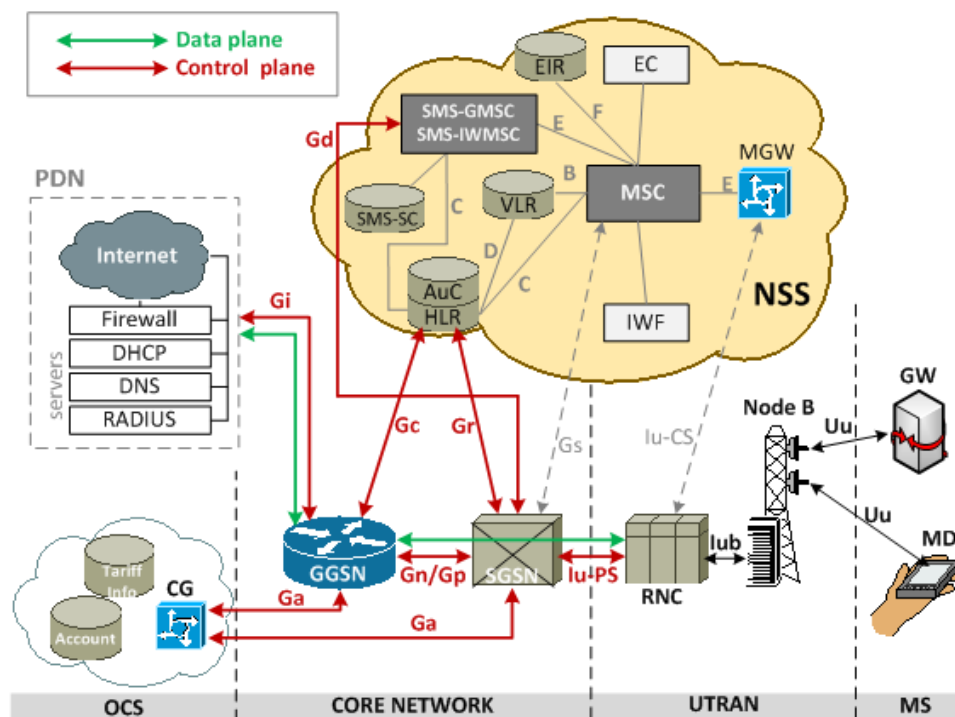 Data plane
Control plane
EIR
EC
SMS-GMSC
SMS-IWMSC
F
E
Gd
MGW
B
MSC
E
PDN
SMS-SC
C
VLR
Internet
D
C
NSS
AuC
HLR
Gi
Firewall
IWF
DHCP
servers
DNS
RADIUS
GW
Node B
Uu
Gc
Gr
Gs
Iu-CS
Uu
MD
Iub
GGSN
Gn/Gp
SGSN
Iu-PS
RNC
Tariff
Info
CG
Ga
Account
Ga
OCS
CORE NETWORK
UTRAN
MS